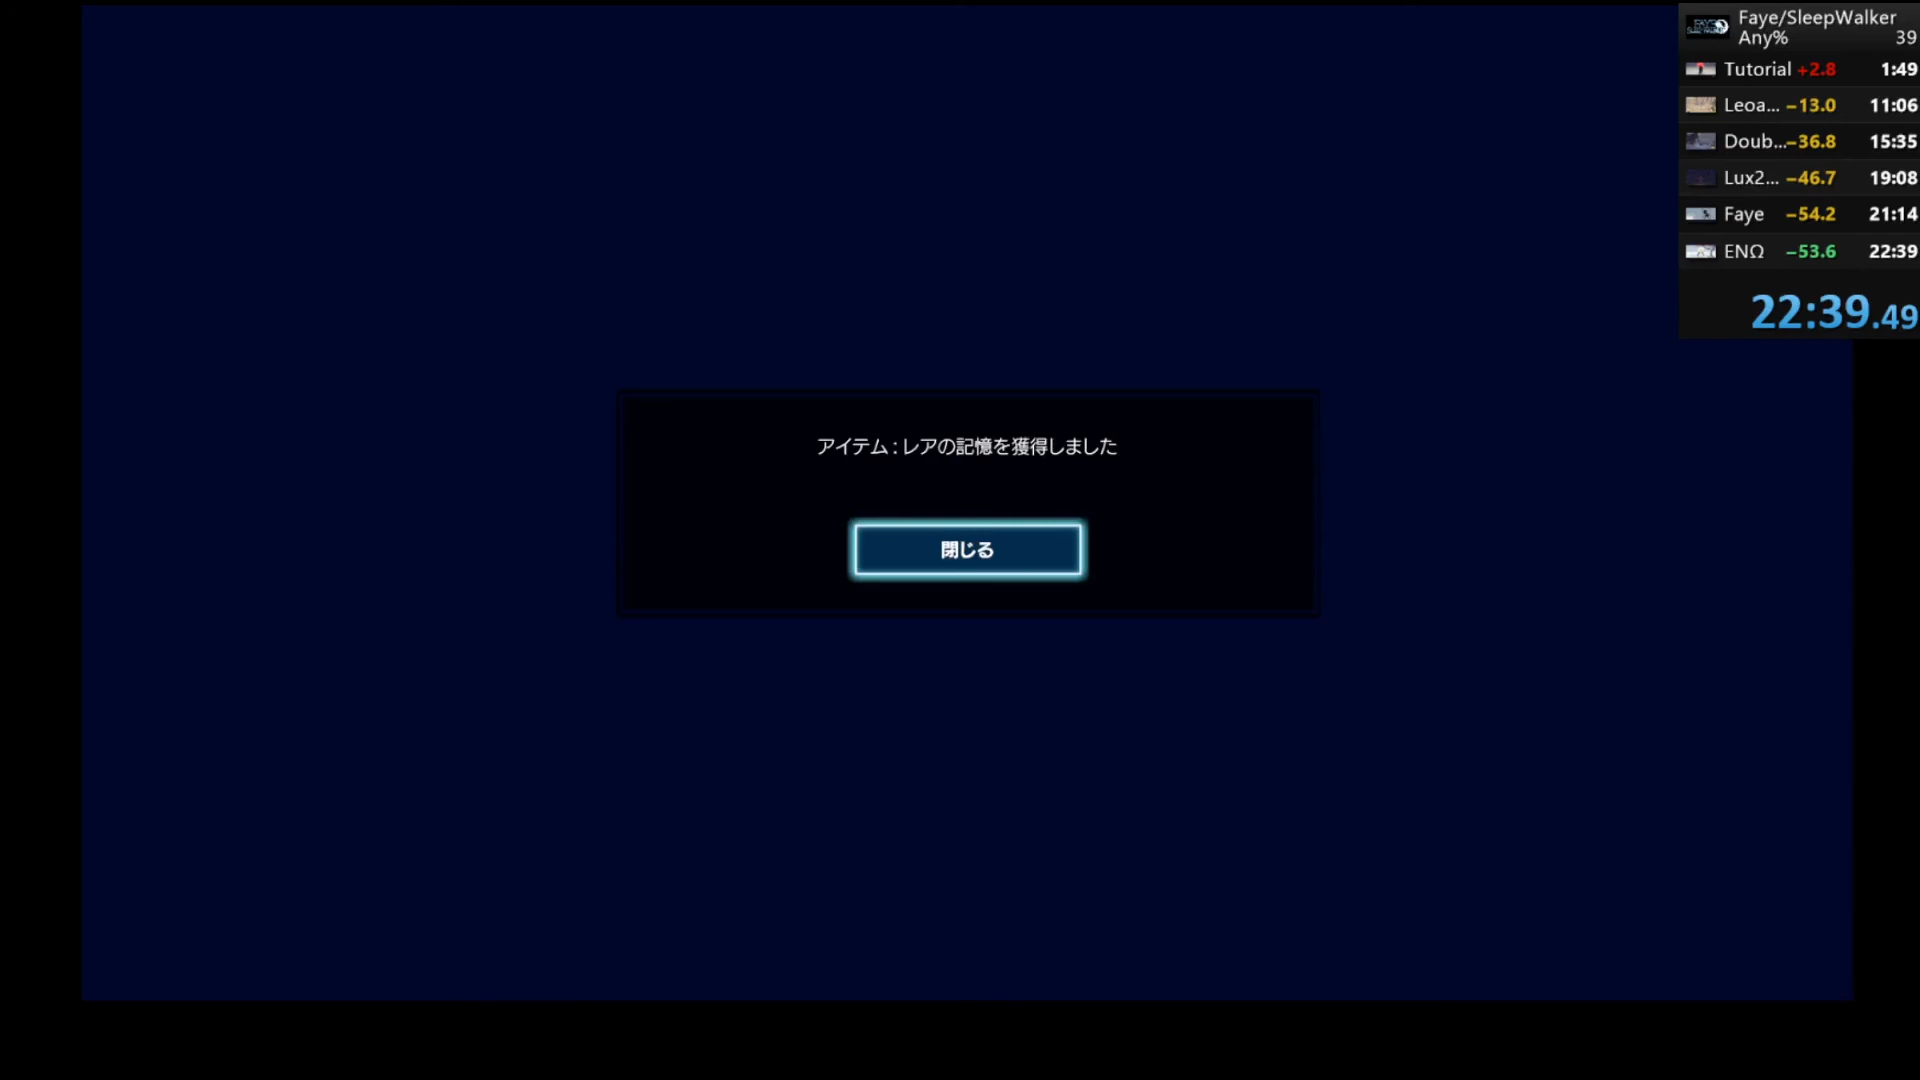 Faye/SleepWalker
Any% 39
Tutorial +2.8 1:49
Leoa... −13.0 11:06
Doub...−36.8 15:35
Lux2... −46.7 19:08
Faye −54.2 21:14
ENΩ −53.6 22:39
22:39.49
アイテム : レアの記憶を獲得しました
閉じる